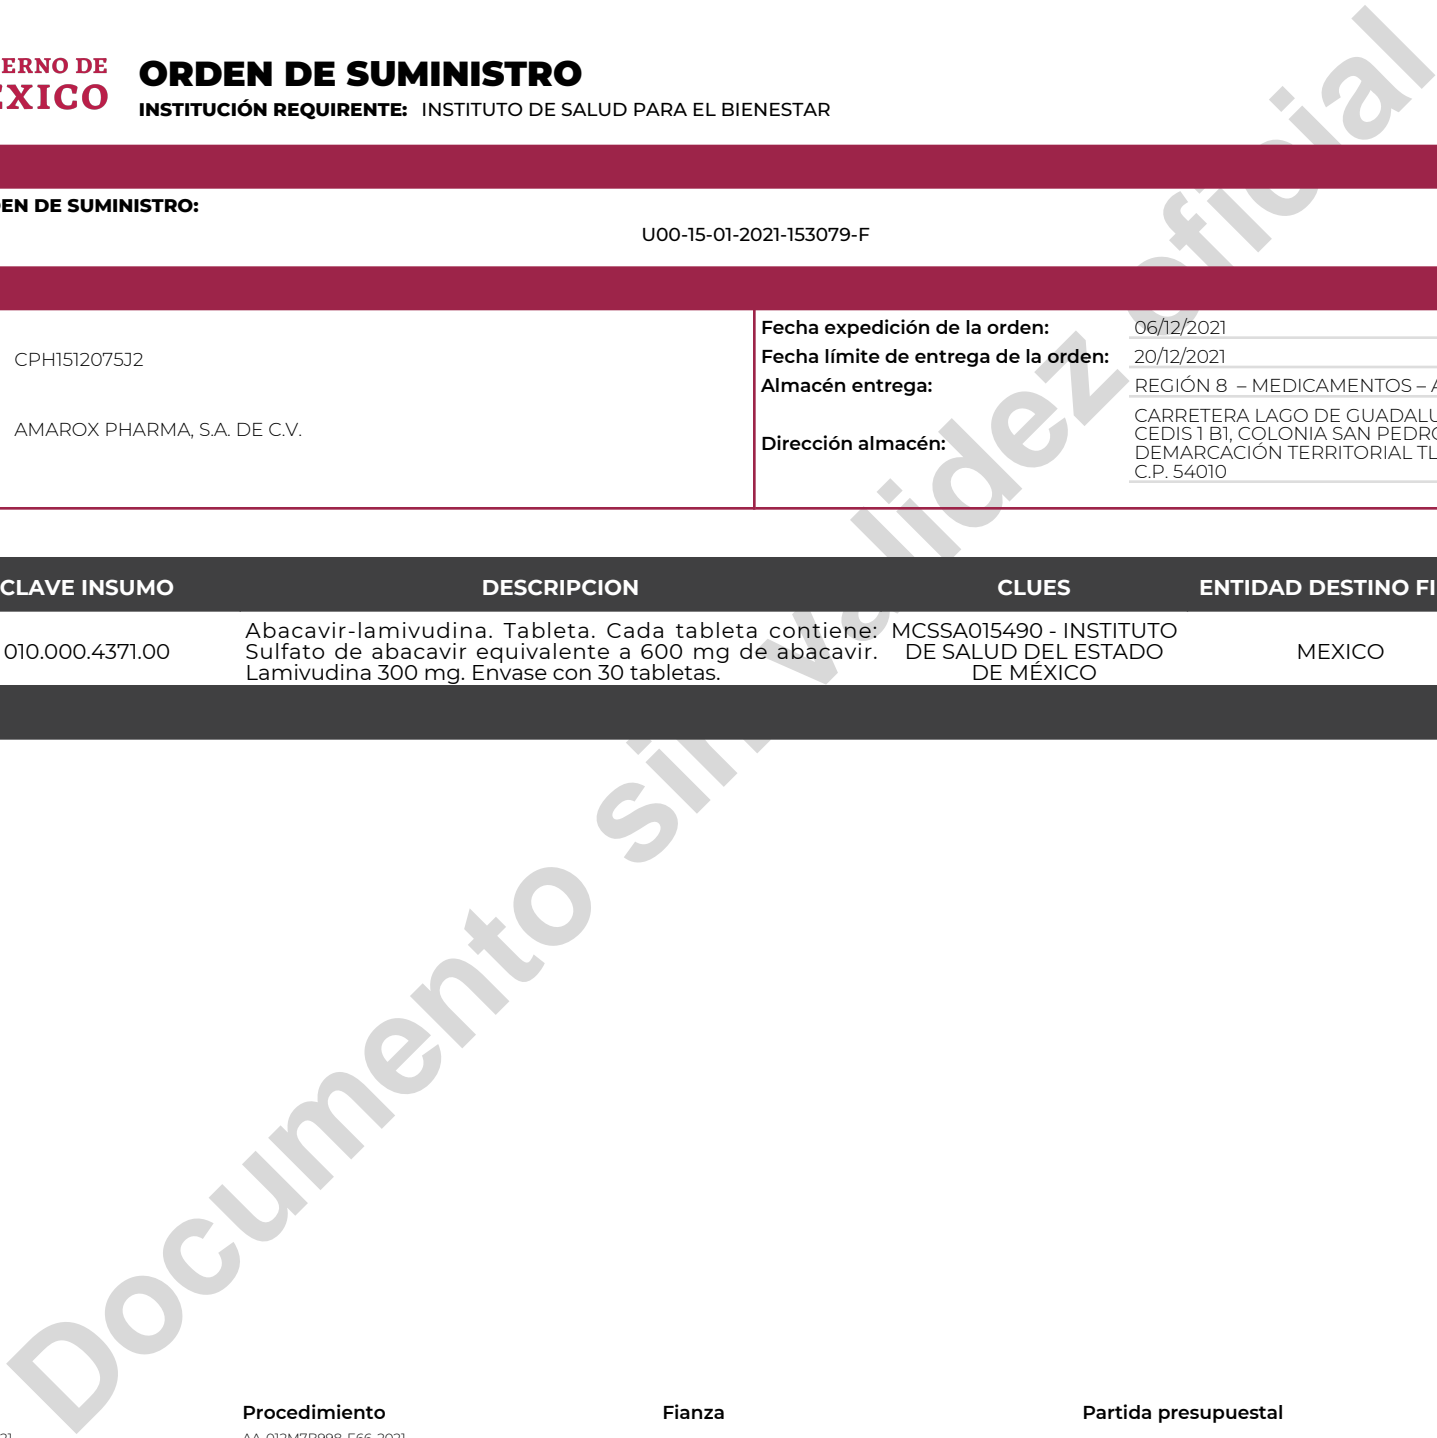 ERNO DE
ÉXICO
ORDEN DE SUMINISTRO
INSTITUCIÓN REQUIRENTE: INSTITUTO DE SALUD PARA EL BIENESTAR
EN DE SUMINISTRO:
U00-15-01-2021-153079-F
CPH1512075J2
AMAROX PHARMA, S.A. DE C.V.
Fecha expedición de la orden: 06/12/2021
Fecha límite de entrega de la orden: 20/12/2021
Almacén entrega: REGIÓN 8 – MEDICAMENTOS – A
Dirección almacén:
CARRETERA LAGO DE GUADALU
CEDIS 1 B1, COLONIA SAN PEDRO
DEMARCACIÓN TERRITORIAL TL
C.P. 54010
CLAVE INSUMO DESCRIPCION CLUES ENTIDAD DESTINO FI
010.000.4371.00
Abacavir-lamivudina. Tableta. Cada tableta contiene:
Sulfato de abacavir equivalente a 600 mg de abacavir.
Lamivudina 300 mg. Envase con 30 tabletas.
MCSSA015490 - INSTITUTO
DE SALUD DEL ESTADO
DE MÉXICO
MEXICO
Documento sin validez oficial
Procedimiento Fianza Partida presupuestal